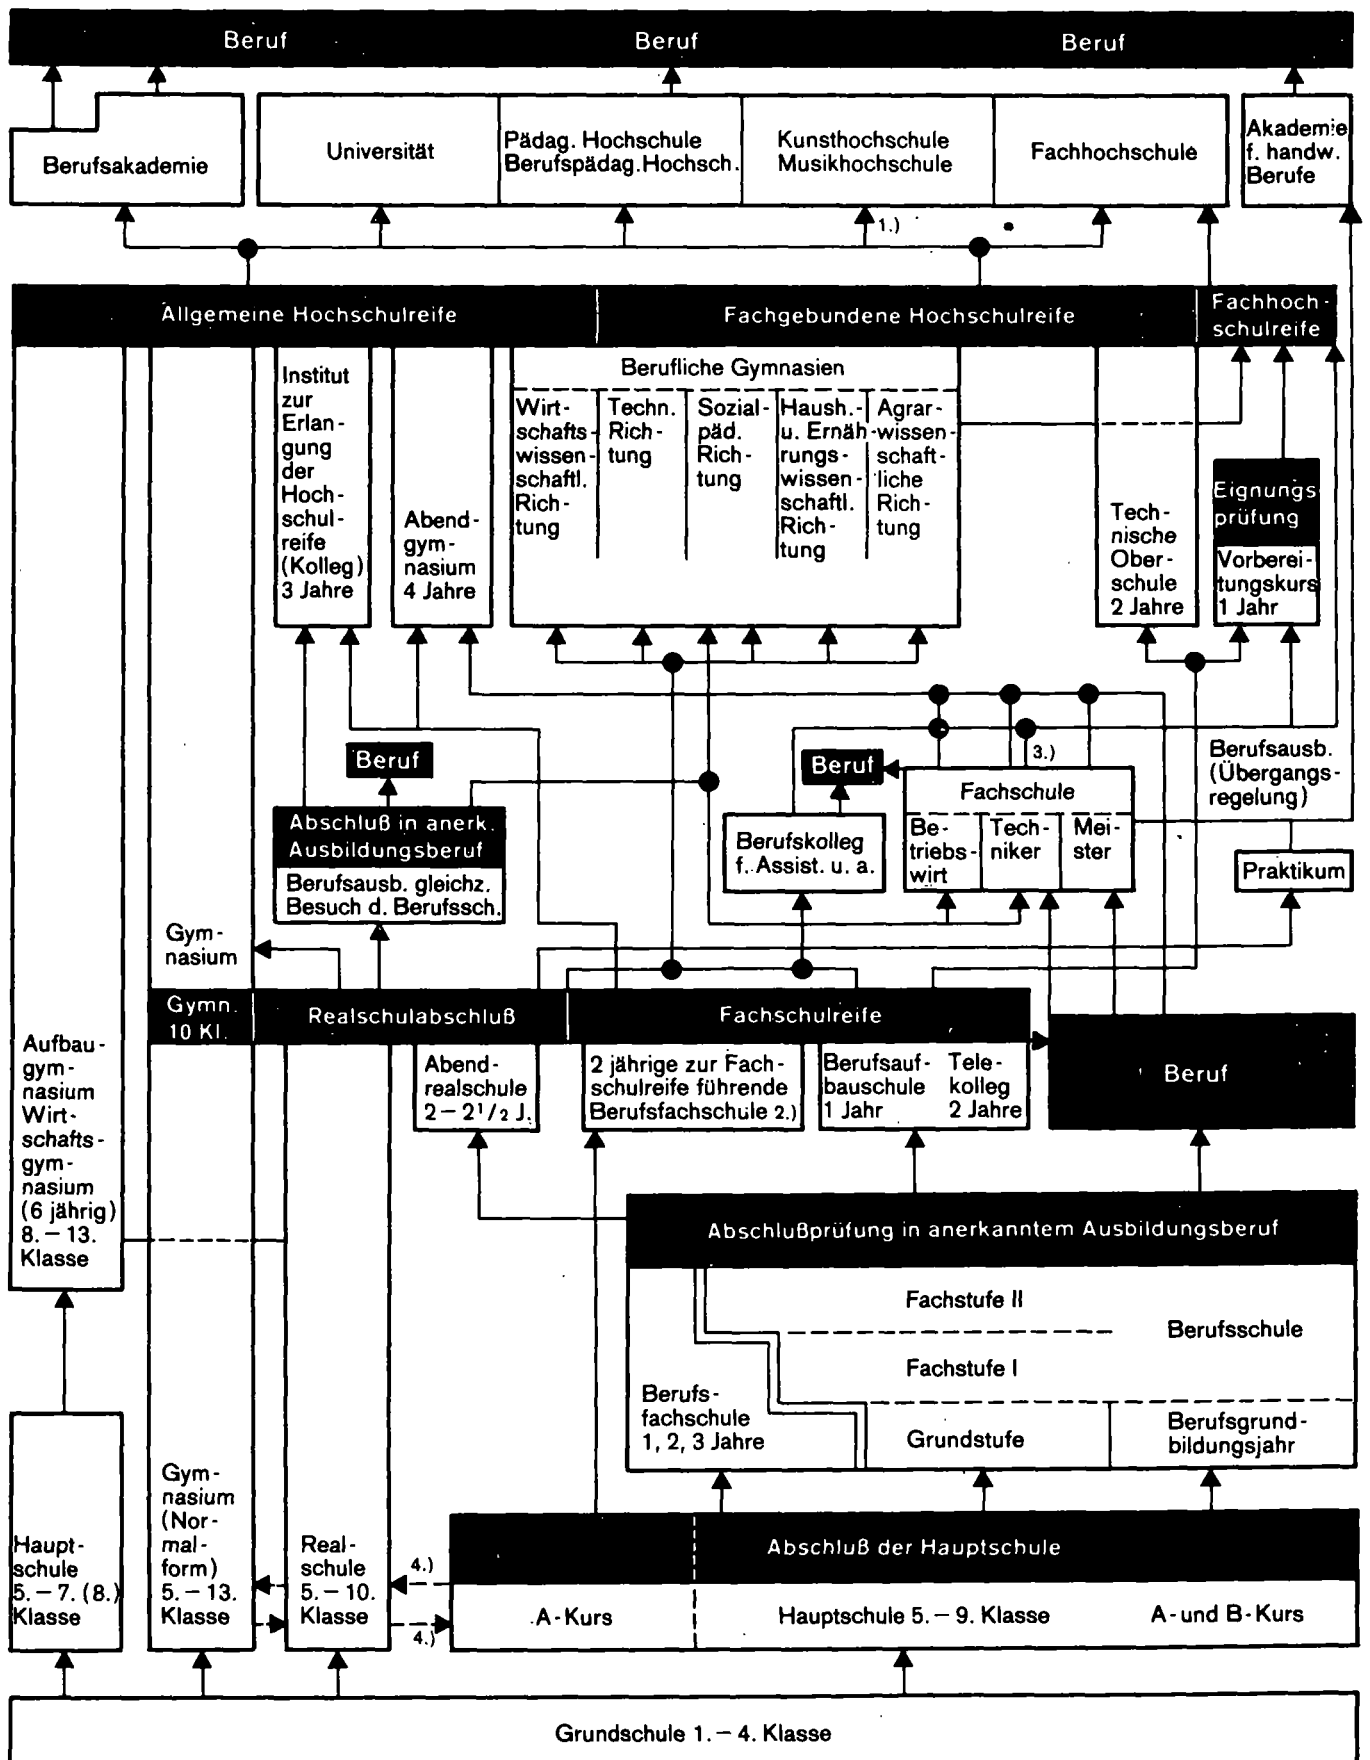 Beruf
Beruf
Beruf
Berufsakademie
Universität
Pädag. Hochschule
Berufspädag. Hochsch.
Kunsthochschule
Musikhochschule
Fachhochschule
Akademie
f. handw.
Berufe
1.)
Allgemeine Hochschulreife
Fachgebundene Hochschulreife
Fachhoch-
schulreife
Institut
zur
Erlan-
gung
der
Hoch-
schul-
reife
(Kolleg)
3 Jahre
Abend-
gym-
nasium
4 Jahre
Berufliche Gymnasien
Wirt-
schafts-
wissen-
schaftl.
Rich-
tung
Techn.
Rich-
tung
Sozial-
päd.
Rich-
tung
Haush.-
u. Ernäh-
rungs-
wissen-
schaftl.
Rich-
tung
Agrar-
wissen-
schaft-
liche
Rich-
tung
Tech-
nische
Ober-
schule
2 Jahre
Eignungs-
prüfung
Vorberei-
tungskurs
1 Jahr
Beruf
Abschluß in anerk.
Ausbildungsberuf
Berufsausb. gleichz.
Besuch d. Berufssch.
Beruf
Berufskolleg
f. Assist. u. a.
3.)
Fachschule
Be-
triebs-
wirt
Tech-
niker
Mei-
ster
Berufsausb.
(Übergangs-
regelung)
Praktikum
Gym-
nasium
Gymn.
10 Kl.
Realschulabschluß
Fachschulreife
Abend-
realschule
2 – 2 1/2 J.
2 jährige zur Fach-
schulreife führende
Berufsfachschule 2.)
Berufsauf-
bauschule
1 Jahr
Tele-
kolleg
2 Jahre
Beruf
Aufbau-
gym-
nasium
Wirt-
schafts-
gym-
nasium
(6 jährig)
8. – 13.
Klasse
Abschlußprüfung in anerkanntem Ausbildungsberuf
Fachstufe II
Berufsschule
Fachstufe I
Berufs-
fachschule
1, 2, 3 Jahre
Grundstufe
Berufsgrund-
bildungsjahr
Haupt-
schule
5. – 7. (8.)
Klasse
Gym-
nasium
(Nor-
mal-
form)
5. – 13.
Klasse
Real-
schule
5. – 10.
Klasse
4.)
4.)
Abschluß der Hauptschule
A-Kurs
Hauptschule 5. – 9. Klasse
A- und B-Kurs
Grundschule 1. – 4. Klasse